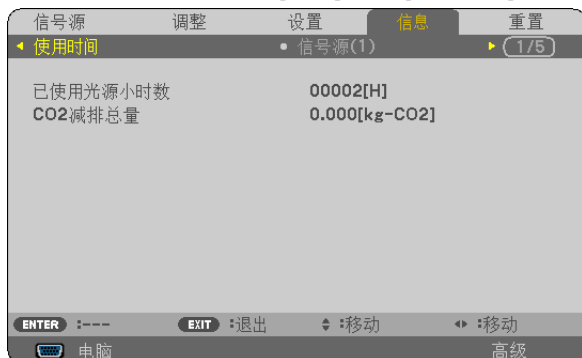 信号源 调整 设置 信息 重置
使用时间 ● 信号源(1) 1/5
已使用光源小时数 00002[H]
CO2减排总量 0.000[kg-CO2]
ENTER :--- EXIT :退出 :移动 :移动
电脑 高级